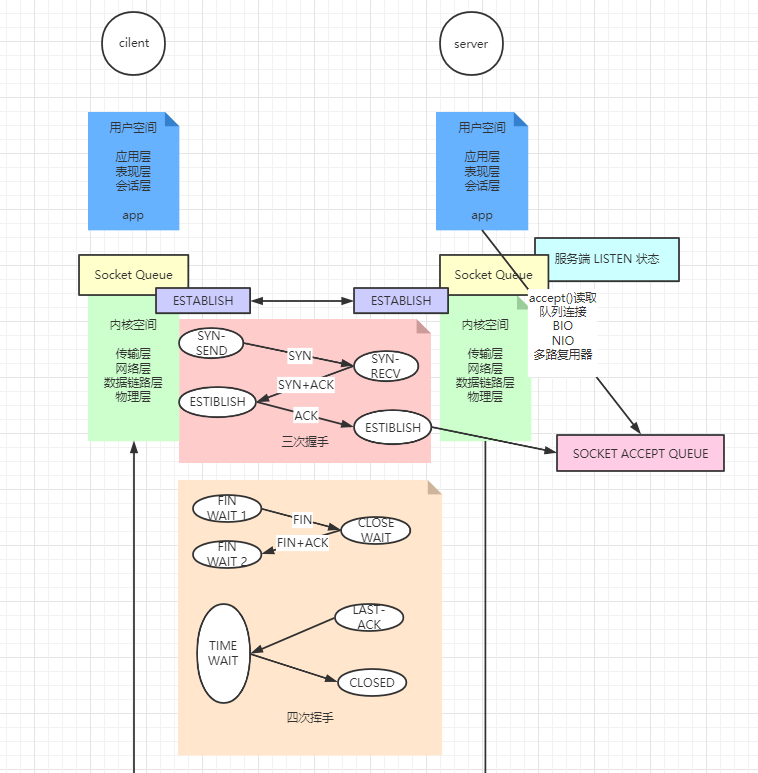 cilent
server
用户空间
应用层
表现层
会话层
app
用户空间
应用层
表现层
会话层
app
Socket Queue
Socket Queue
服务端 LISTEN 状态
ESTABLISH
ESTABLISH
accept()读取
队列连接
BIO
NIO
多路复用器
内核空间
传输层
网络层
数据链路层
物理层
内核空间
传输层
网络层
数据链路层
物理层
SYN-
SEND
SYN
SYN-
RECV
SYN+ACK
ESTIBLISH
ACK
ESTIBLISH
三次握手
SOCKET ACCEPT QUEUE
FIN
WAIT 1
FIN
CLOSE
WAIT
FIN+ACK
FIN
WAIT 2
LAST-
ACK
TIME
WAIT
CLOSED
四次挥手